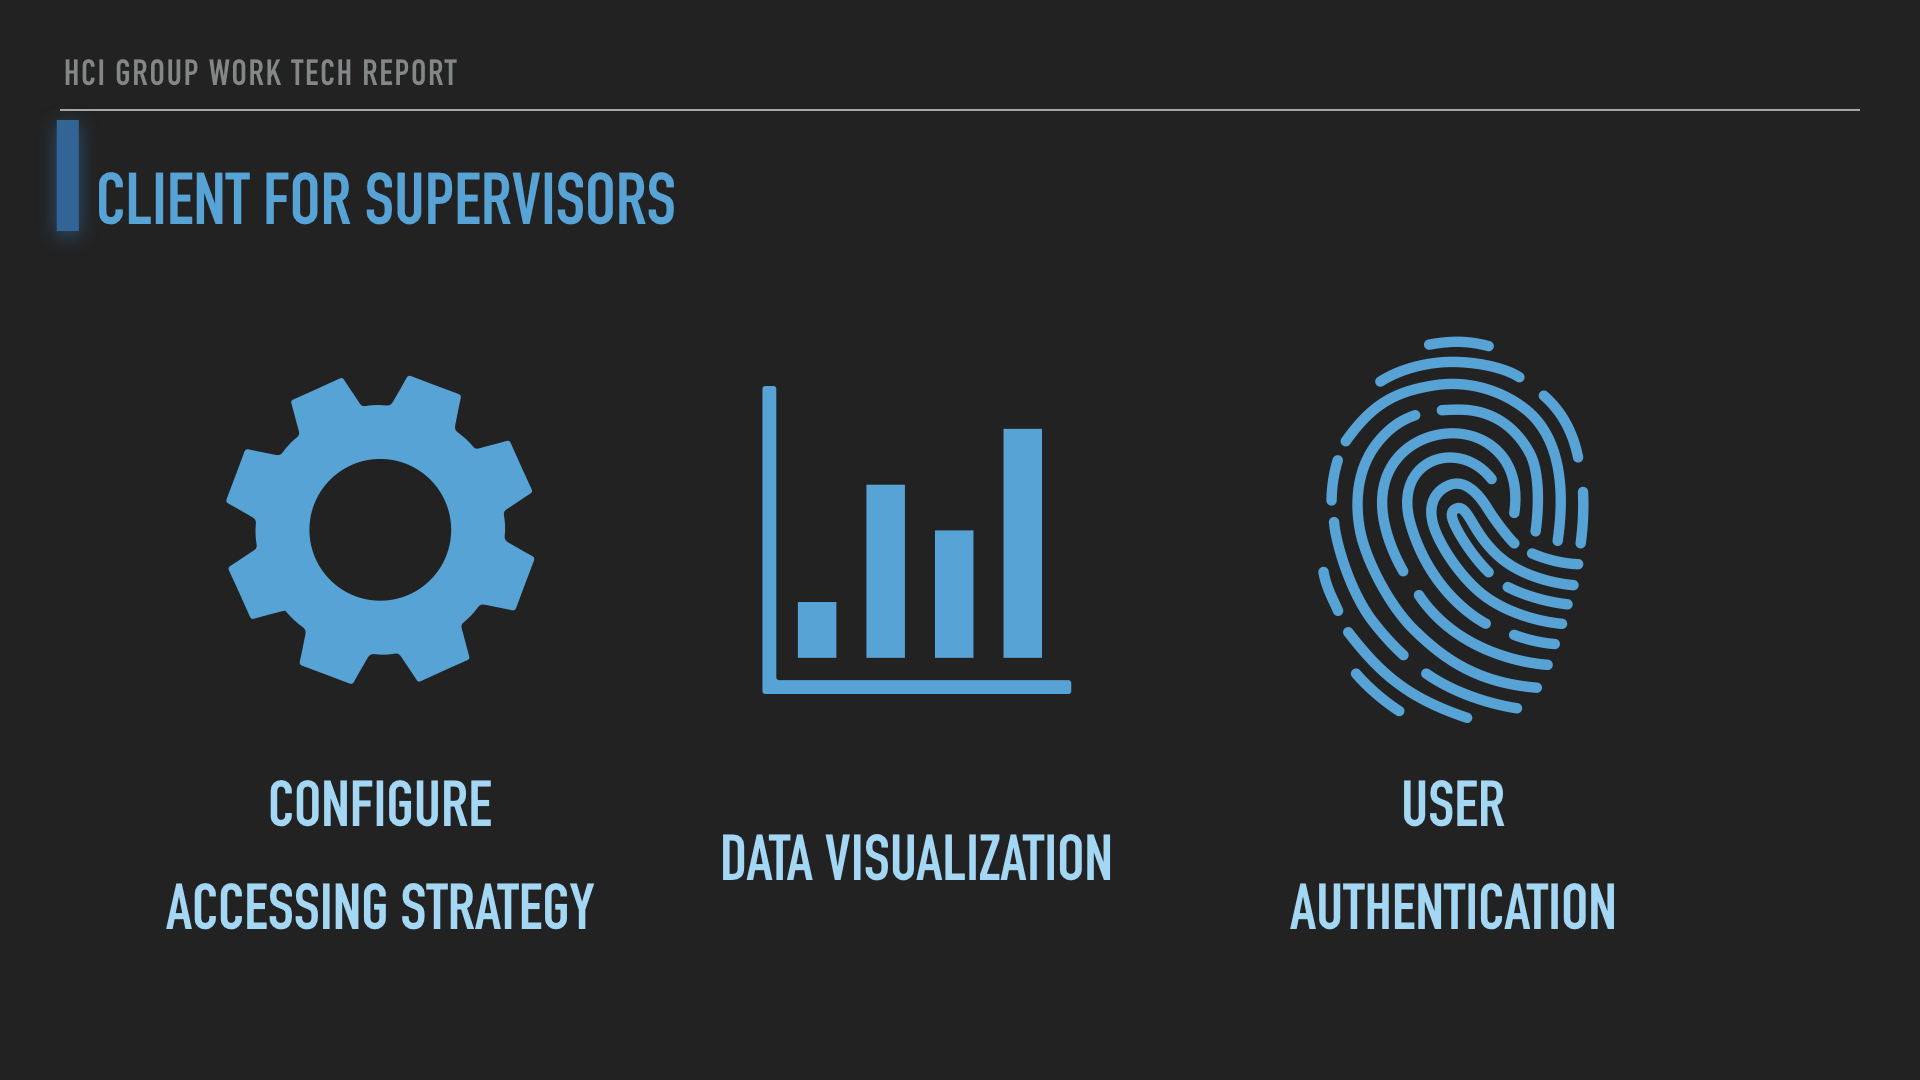 HCI GROUP WORK TECH REPORT
CLIENT FOR SUPERVISORS
CONFIGURE
ACCESSING STRATEGY
DATA VISUALIZATION
USER
AUTHENTICATION